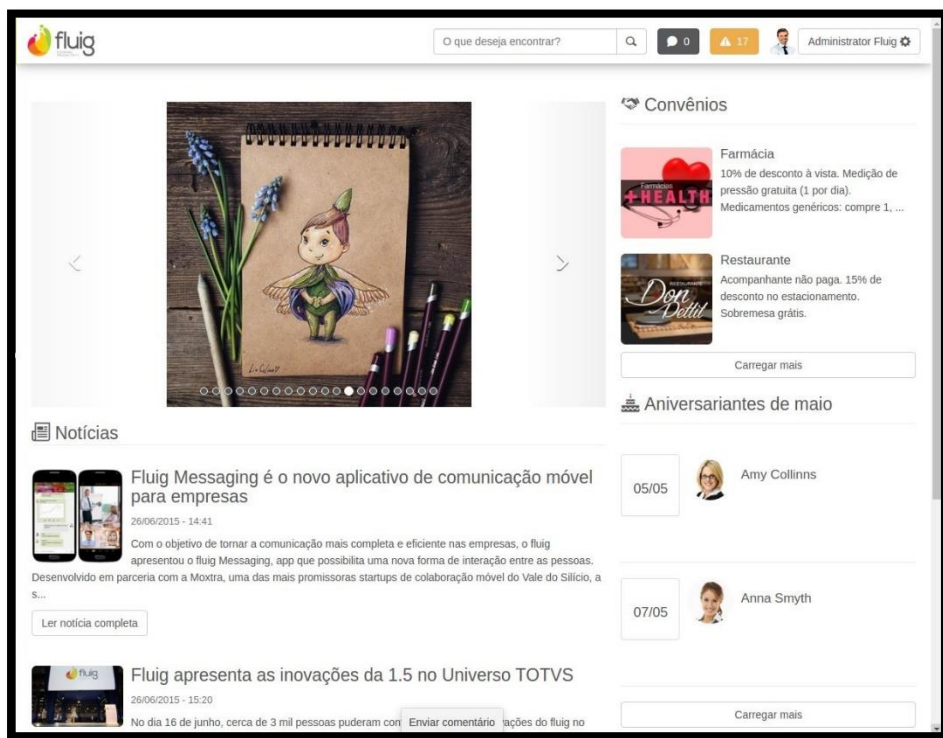 fluig
O que deseja encontrar?
0
17
Administrator Fluig
Convênios
Farmácias
+HEALTH
Farmácia
10% de desconto à vista. Medição de
pressão gratuita (1 por dia).
Medicamentos genéricos: compre 1, ...
RESTAURANTE
Don
Dettit
Restaurante
Acompanhante não paga. 15% de
desconto no estacionamento.
Sobremesa grátis.
Carregar mais
Notícias
Fluig Messaging é o novo aplicativo de comunicação móvel
para empresas
26/06/2015 - 14:41
Com o objetivo de tornar a comunicação mais completa e eficiente nas empresas, o fluig
apresentou o fluig Messaging, app que possibilita uma nova forma de interação entre as pessoas.
Desenvolvido em parceria com a Moxtra, uma das mais promissoras startups de colaboração móvel do Vale do Silício, a
s...
Ler notícia completa
fluig
Fluig apresenta as inovações da 1.5 no Universo TOTVS
26/06/2015 - 15:20
No dia 16 de junho, cerca de 3 mil pessoas puderam con
Enviar comentário
vações do fluig no
Aniversariantes de maio
05/05
Amy Collinns
07/05
Anna Smyth
Carregar mais